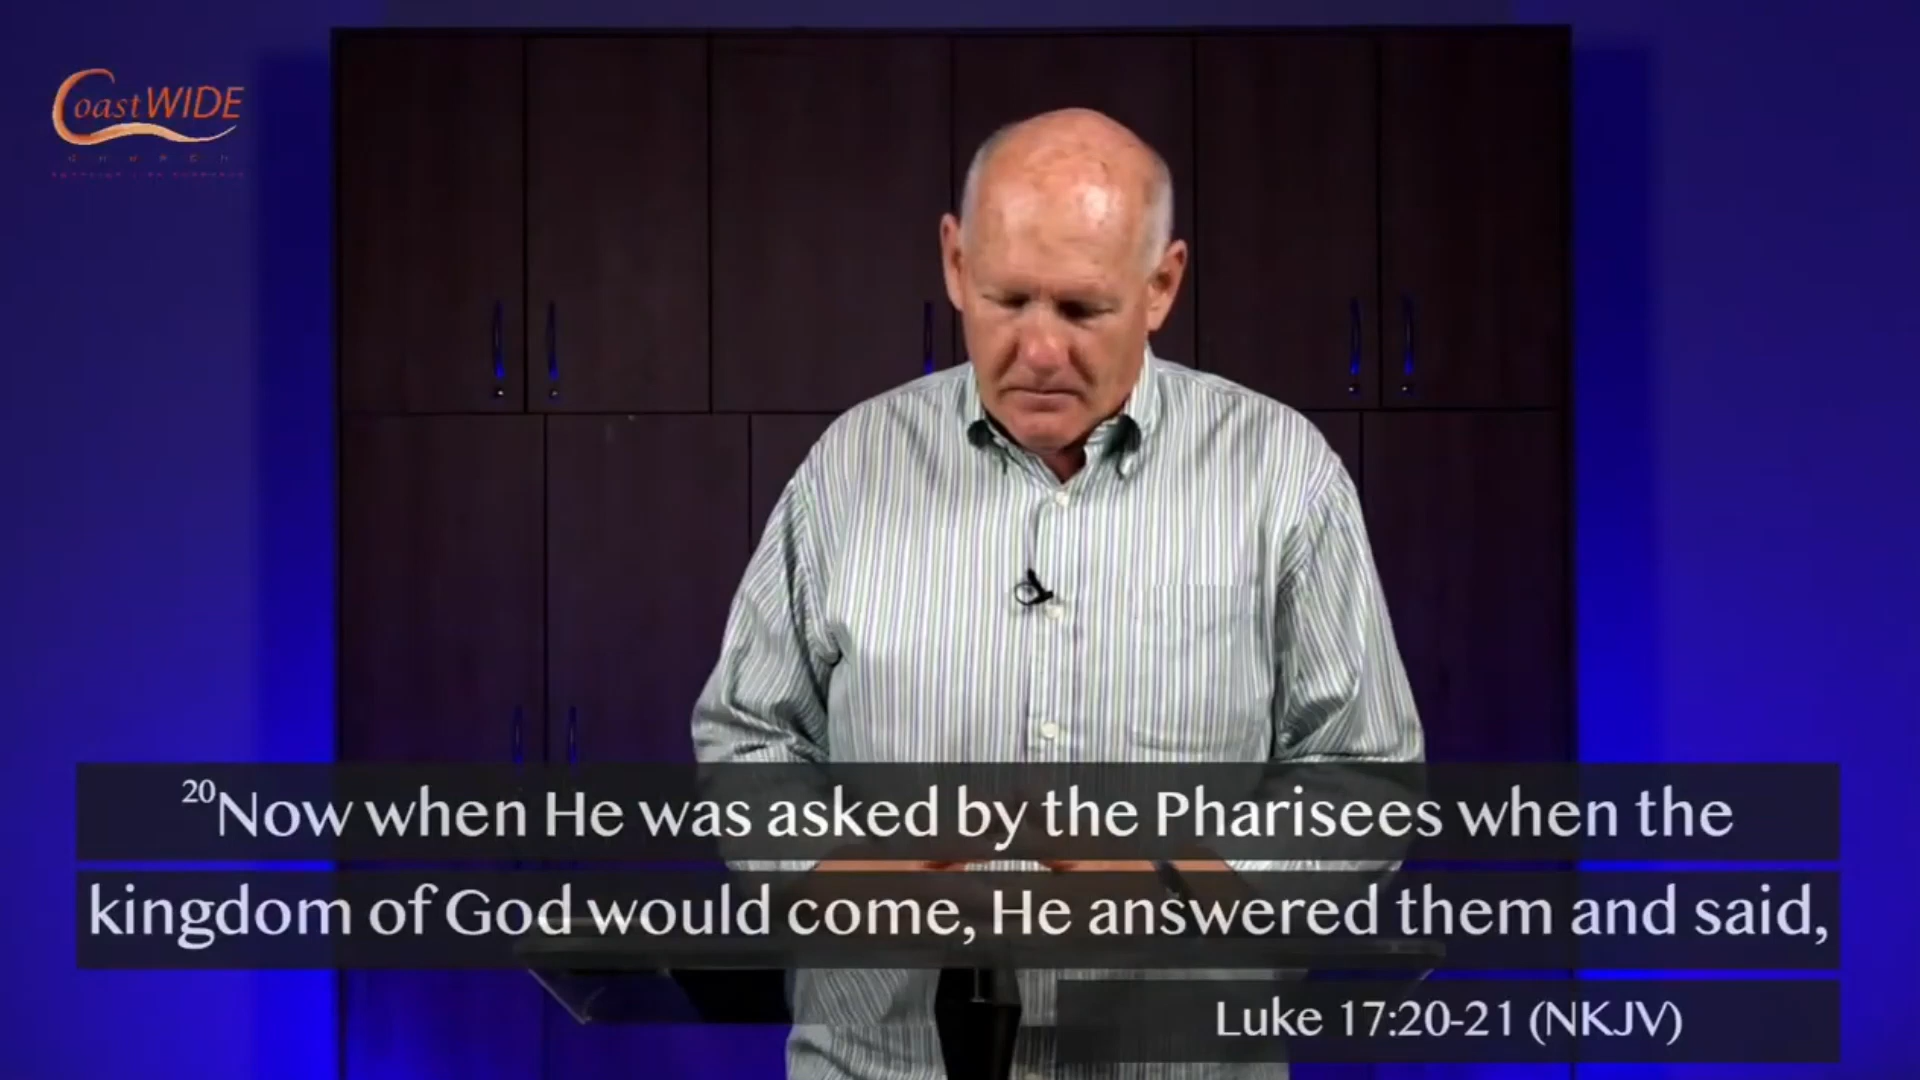 CoastWIDE
CHURCH
²⁰Now when He was asked by the Pharisees when the
kingdom of God would come, He answered them and said,
Luke 17:20-21 (NKJV)